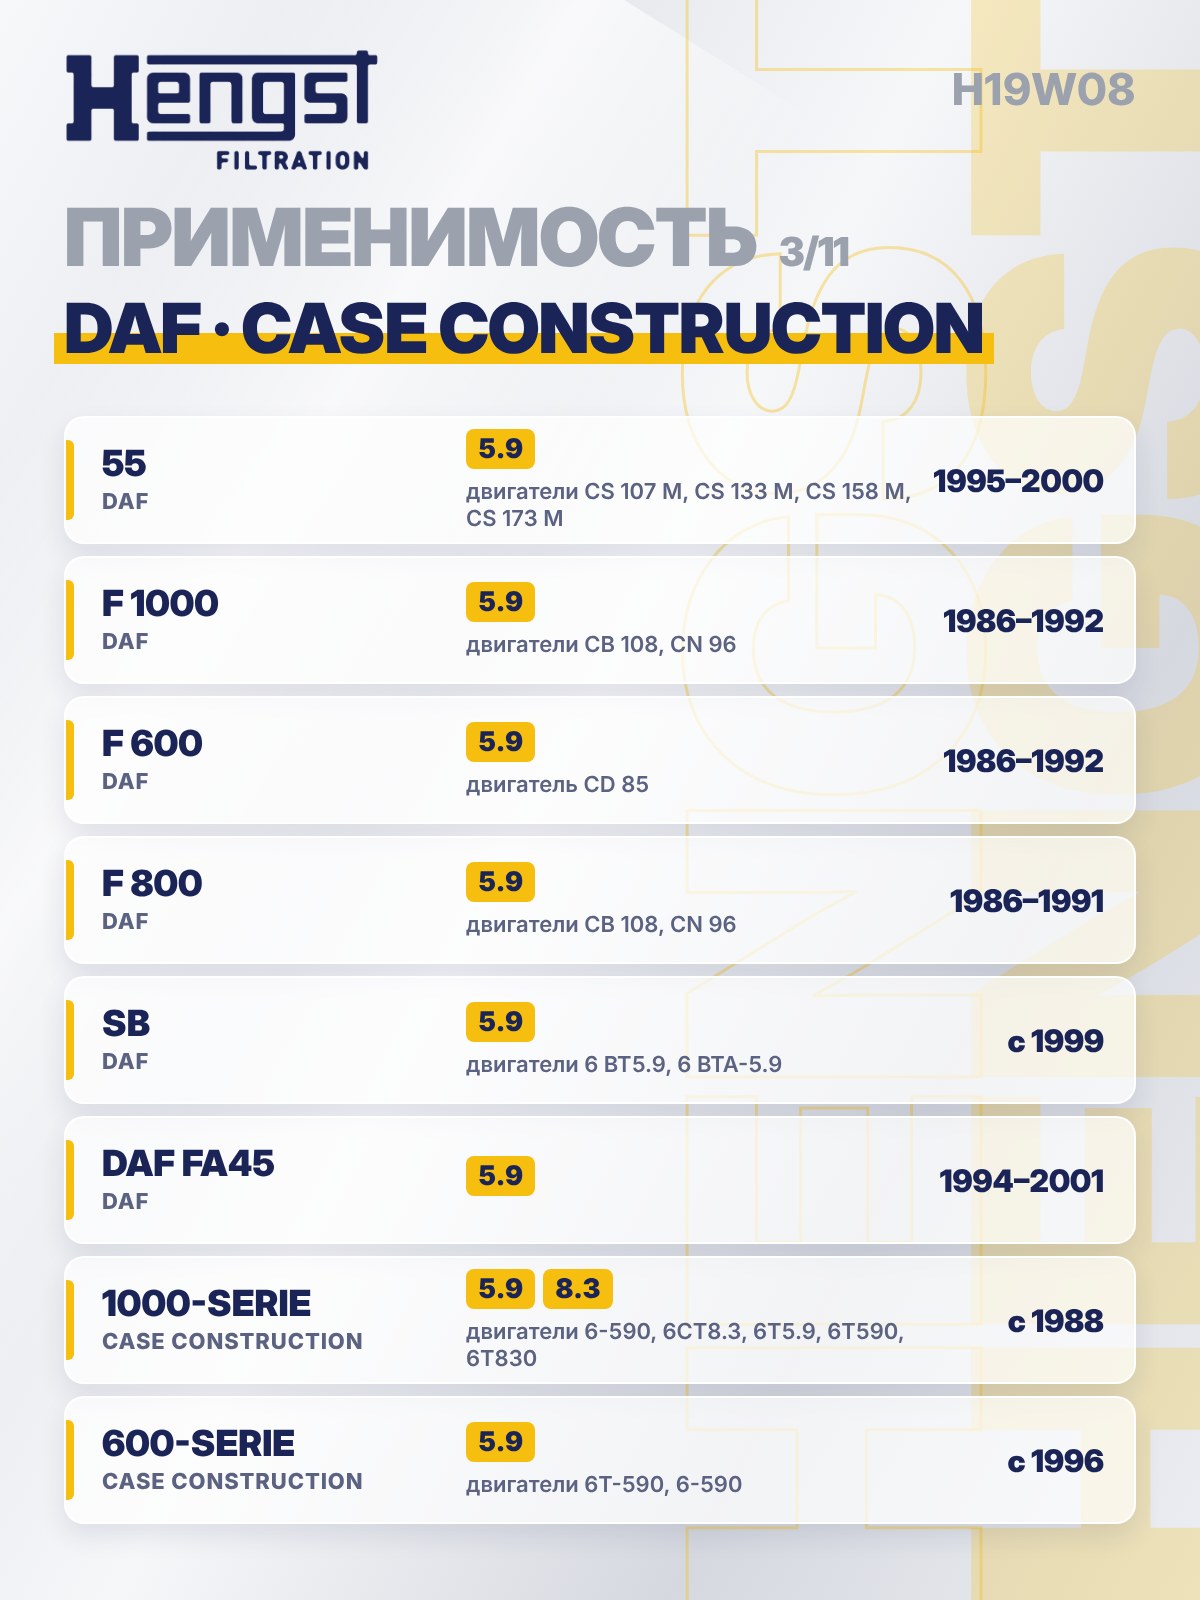 Hengst
FILTRATION
H19W08
ПРИМЕНИМОСТЬ 3/11
DAF · CASE CONSTRUCTION
55
DAF
5.9
двигатели CS 107 M, CS 133 M, CS 158 M,
CS 173 M
1995–2000
F 1000
DAF
5.9
двигатели CB 108, CN 96
1986–1992
F 600
DAF
5.9
двигатель CD 85
1986–1992
F 800
DAF
5.9
двигатели CB 108, CN 96
1986–1991
SB
DAF
5.9
двигатели 6 BT5.9, 6 BTA-5.9
с 1999
DAF FA45
DAF
5.9
1994–2001
1000-SERIE
CASE CONSTRUCTION
5.9 8.3
двигатели 6-590, 6CT8.3, 6T5.9, 6T590,
6T830
с 1988
600-SERIE
CASE CONSTRUCTION
5.9
двигатели 6T-590, 6-590
с 1996
HENGST
HENGST